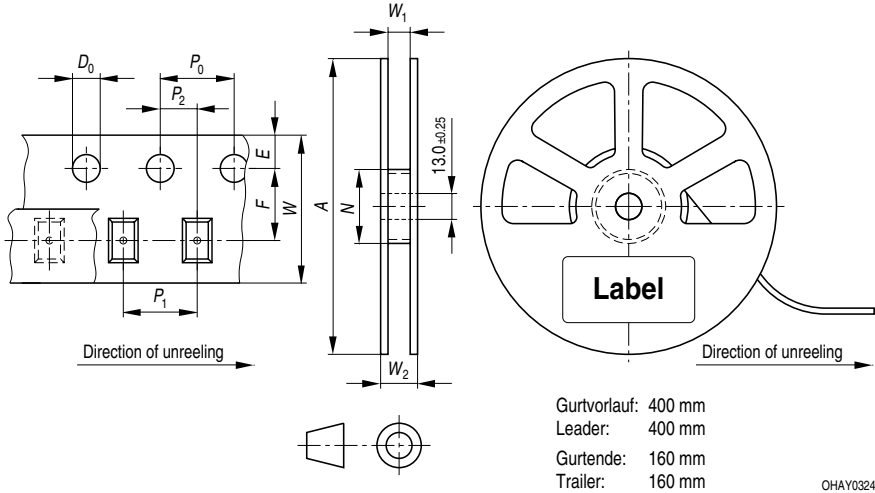 W1
D0
P0
P2
E
F
W
A
N
13.0 ±0.25
Label
P1
W2
Direction of unreeling
Direction of unreeling
Gurtvorlauf: 400 mm
Leader: 400 mm
Gurtende: 160 mm
Trailer: 160 mm
OHAY0324